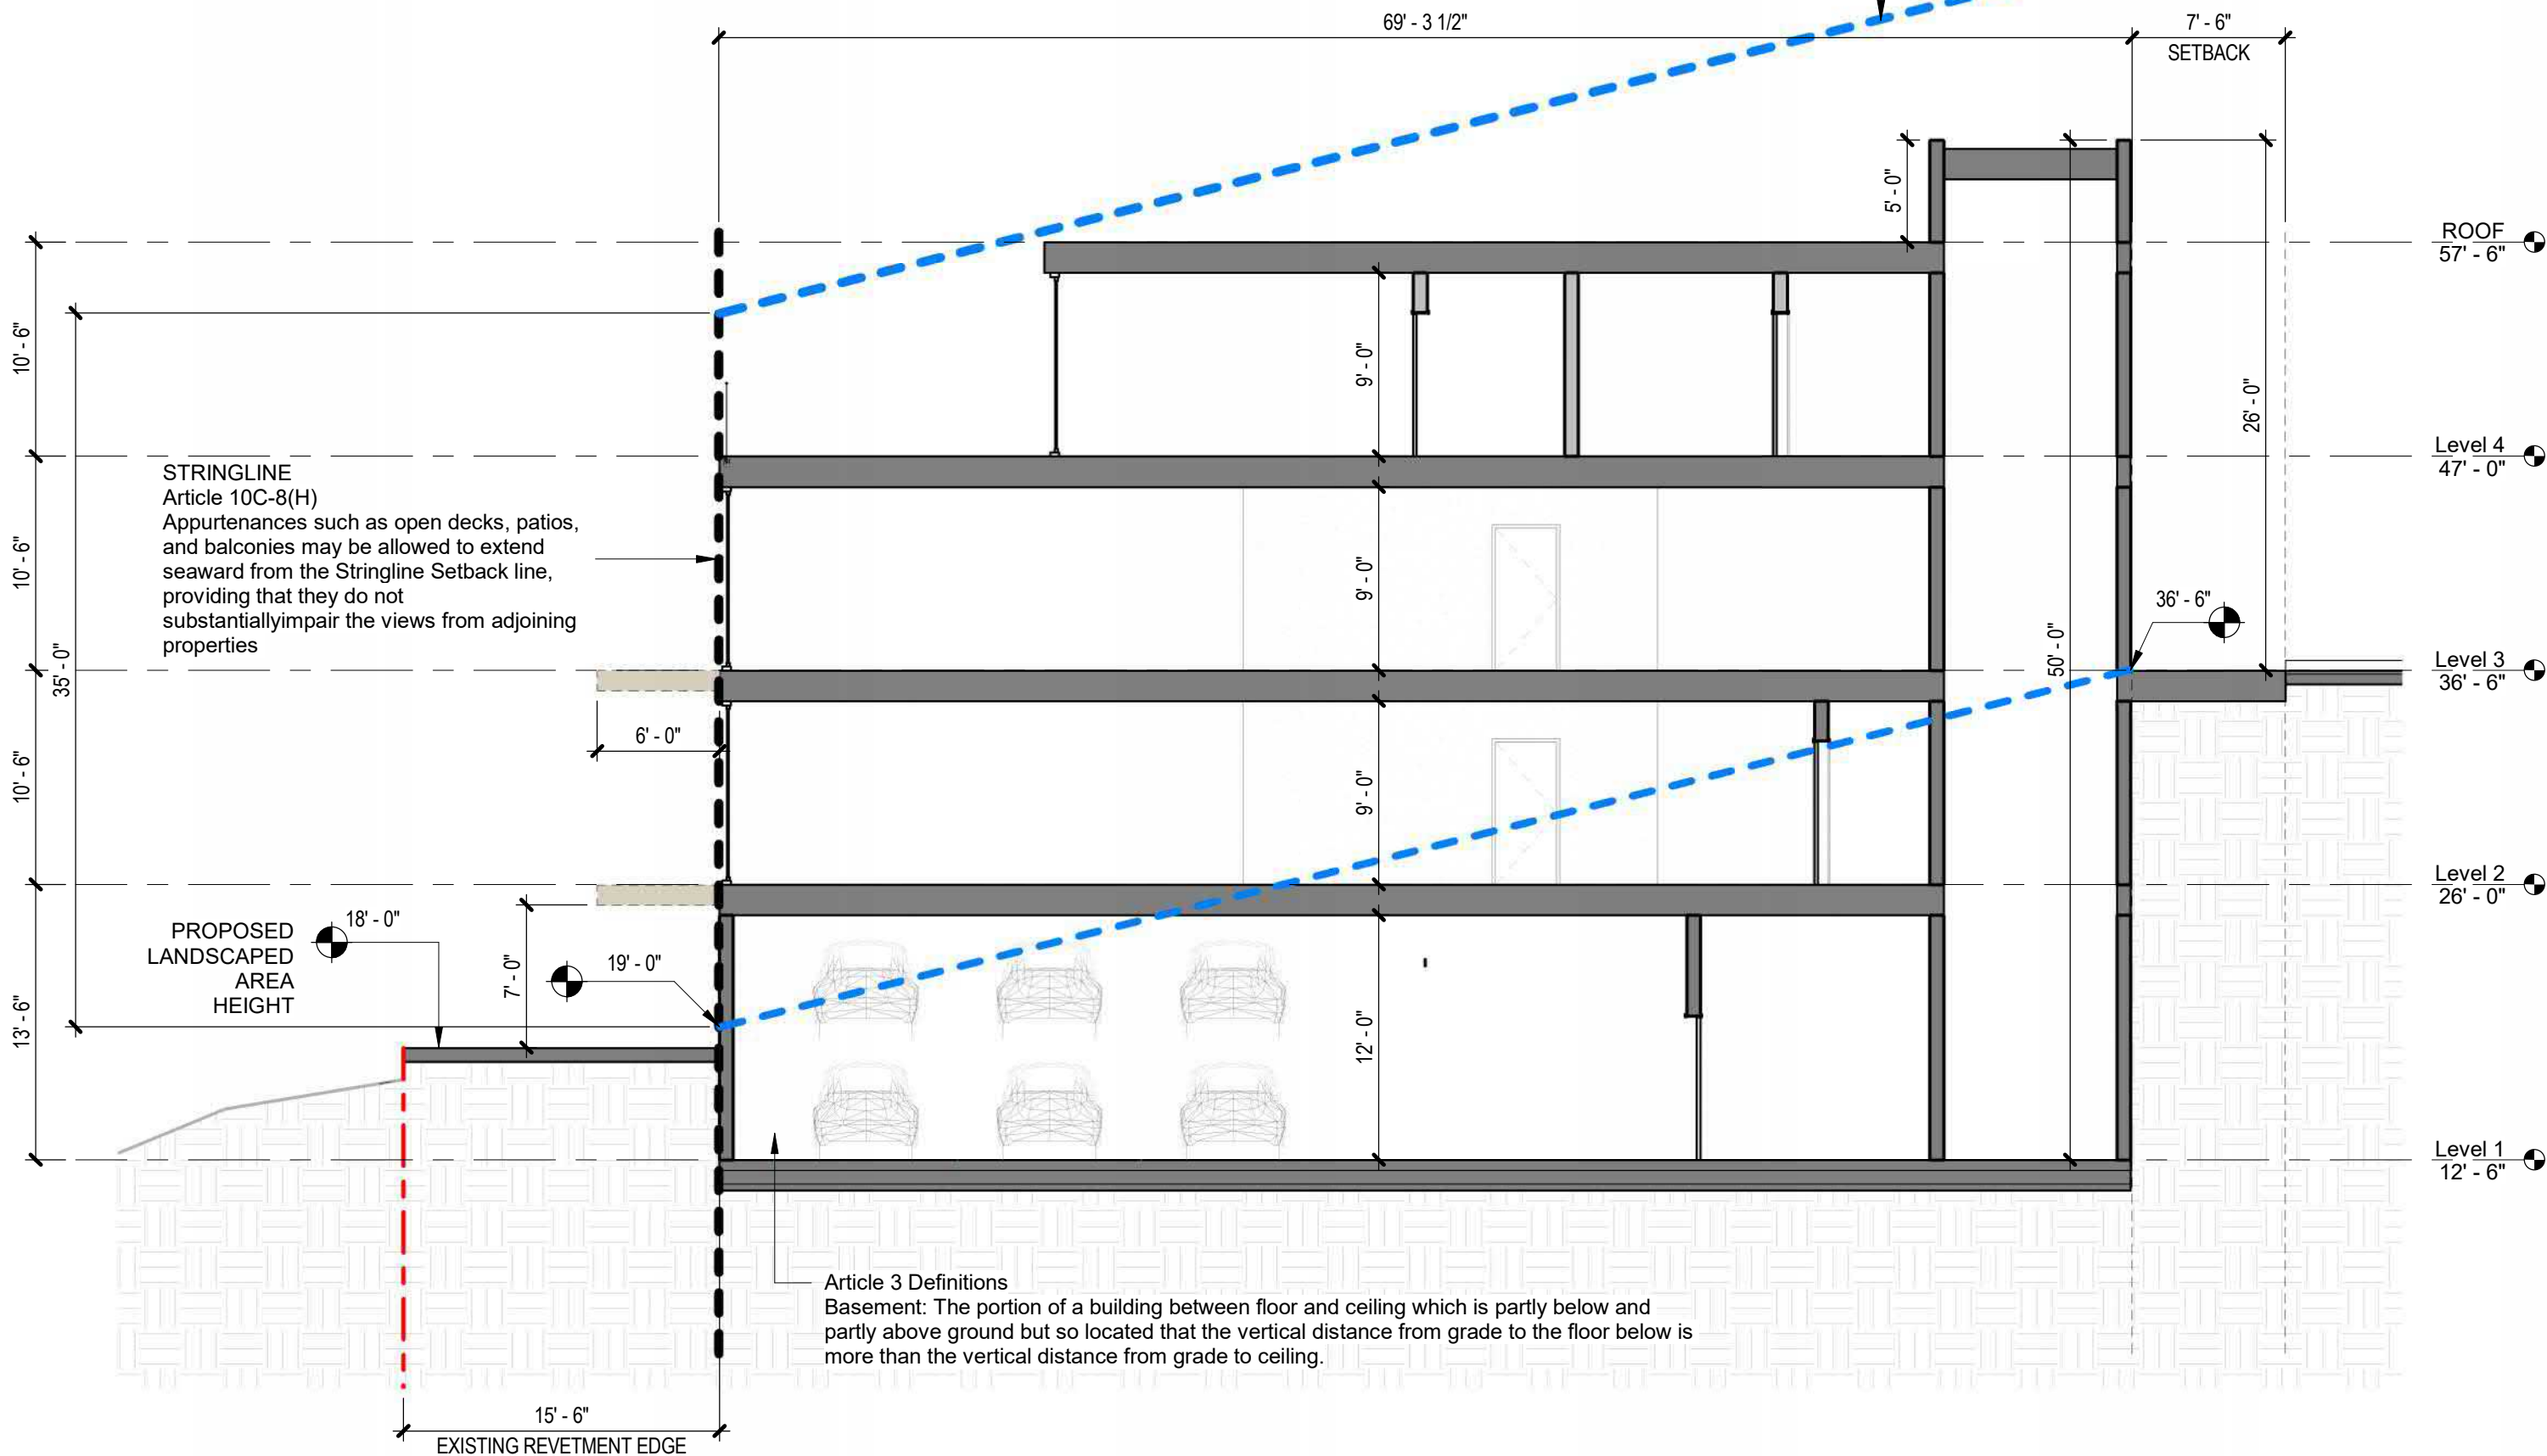 69' - 3 1/2"
7' - 6"
SETBACK
5' - 0"
ROOF
57' - 6"
10' - 6"
9' - 0"
26' - 0"
Level 4
47' - 0"
STRINGLINE
Article 10C-8(H)
Appurtenances such as open decks, patios,
and balconies may be allowed to extend
seaward from the Stringline Setback line,
providing that they do not
substantiallyimpair the views from adjoining
properties
10' - 6"
9' - 0"
36' - 6"
35' - 0"
50' - 0"
Level 3
36' - 6"
6' - 0"
10' - 6"
9' - 0"
Level 2
26' - 0"
PROPOSED
LANDSCAPED
AREA
HEIGHT
18' - 0"
7' - 0"
19' - 0"
13' - 6"
12' - 0"
Level 1
12' - 6"
Article 3 Definitions
Basement: The portion of a building between floor and ceiling which is partly below and
partly above ground but so located that the vertical distance from grade to the floor below is
more than the vertical distance from grade to ceiling.
15' - 6"
EXISTING REVETMENT EDGE